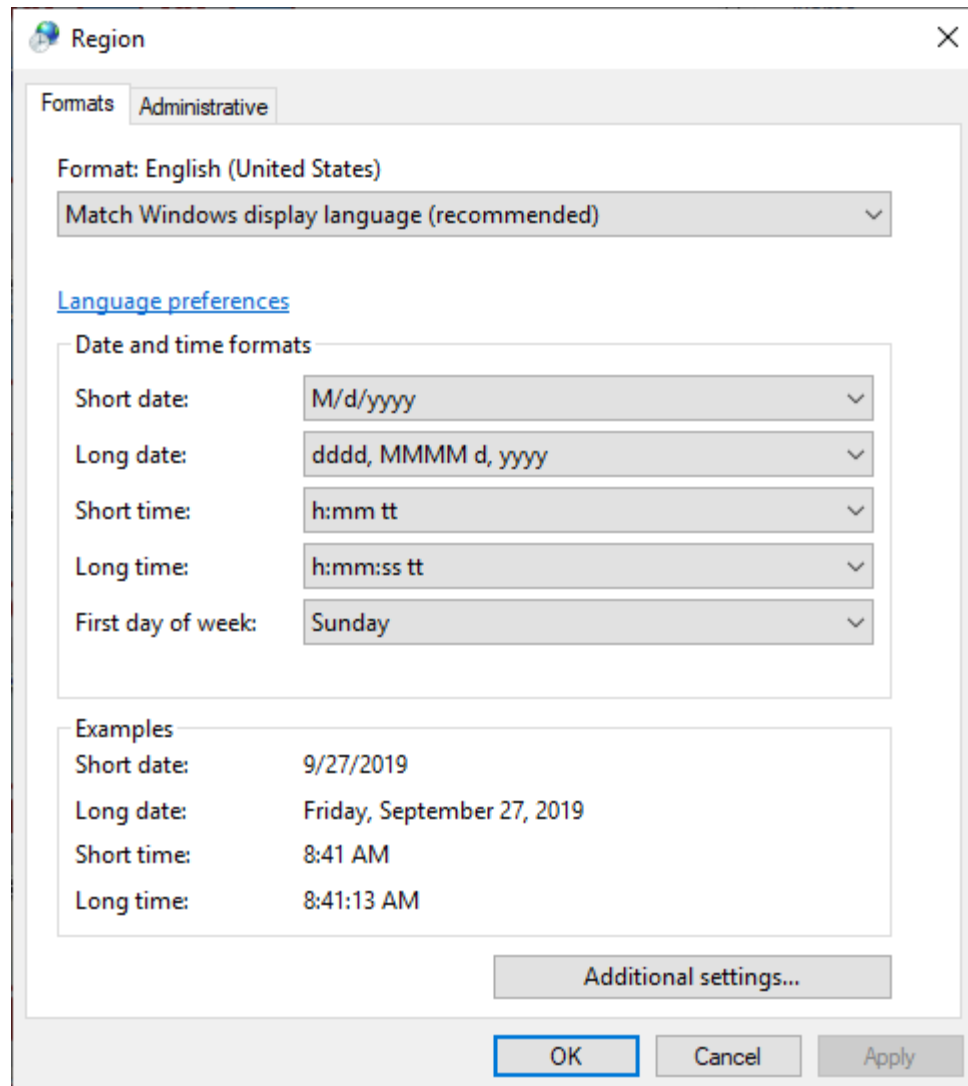 Region
Formats Administrative
Format: English (United States)
Match Windows display language (recommended)
Language preferences
Date and time formats
Short date: M/d/yyyy
Long date: dddd, MMMM d, yyyy
Short time: h:mm tt
Long time: h:mm:ss tt
First day of week: Sunday
Examples
Short date: 9/27/2019
Long date: Friday, September 27, 2019
Short time: 8:41 AM
Long time: 8:41:13 AM
Additional settings...
OK Cancel Apply